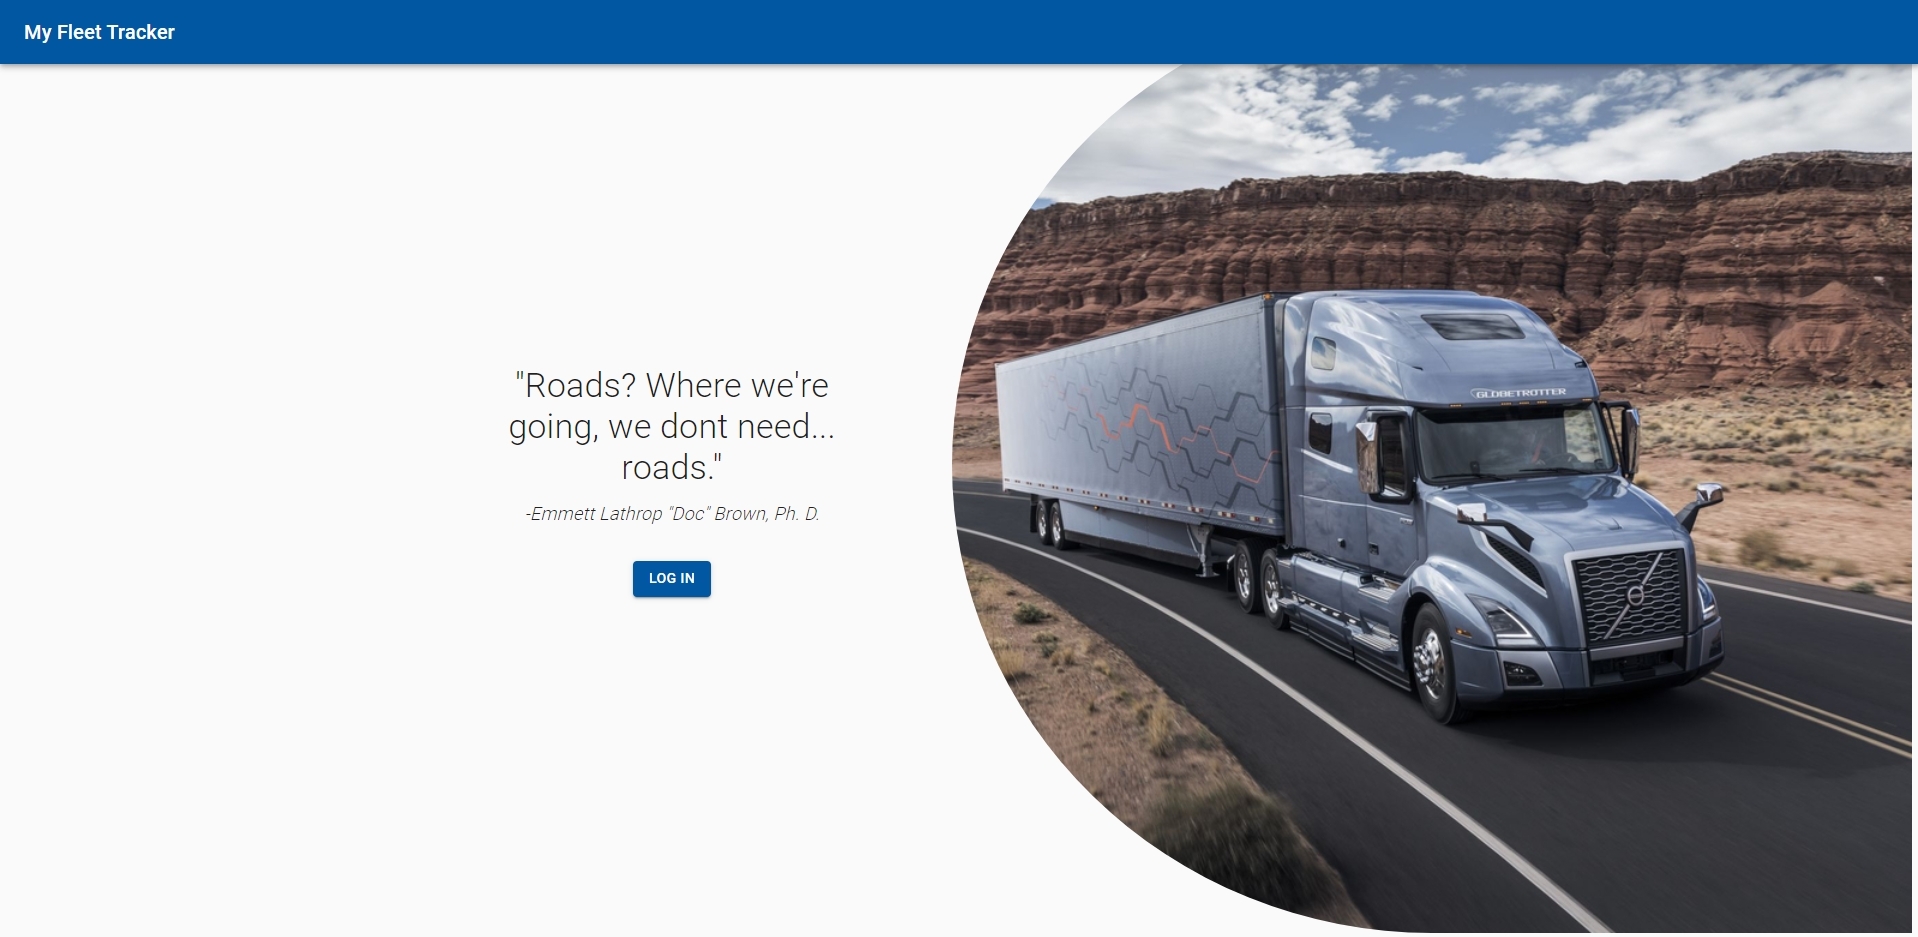 My Fleet Tracker
"Roads? Where we're
going, we dont need...
roads."
-Emmett Lathrop "Doc" Brown, Ph. D.
LOG IN
GLOBETROTTER